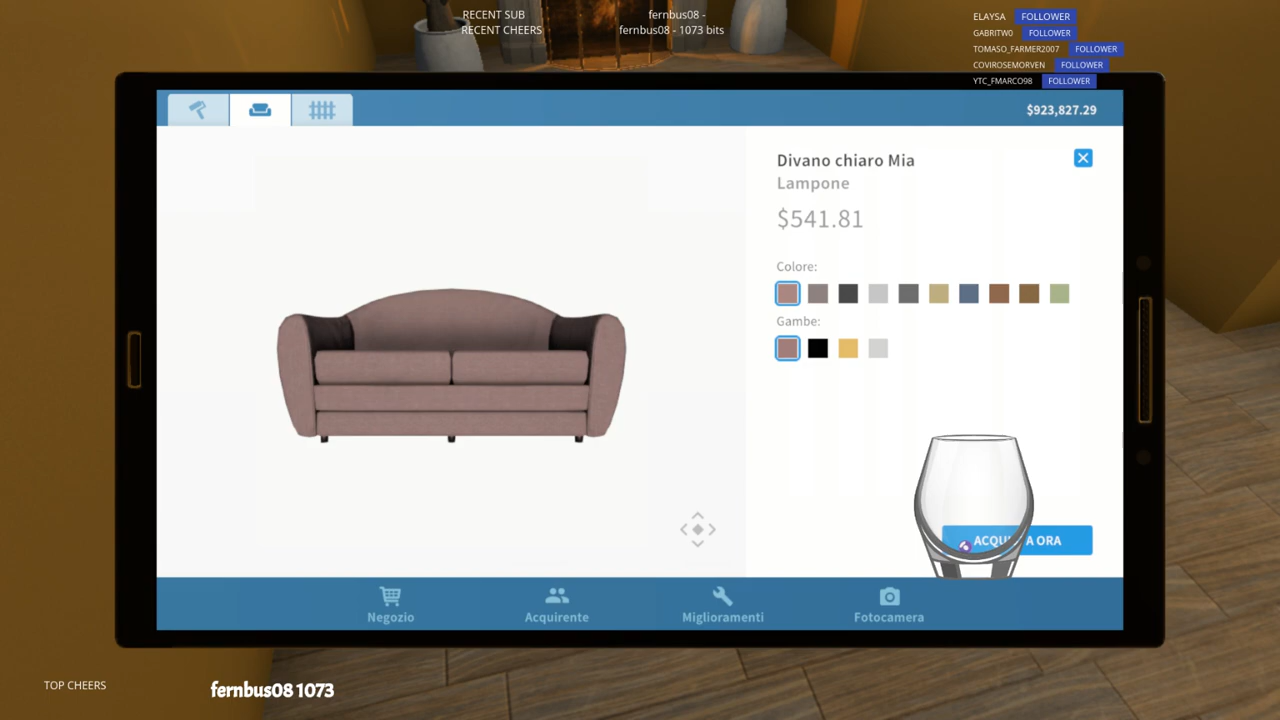 RECENT SUB
fernbus08 -
RECENT CHEERS
fernbus08 - 1073 bits
ELAYSA FOLLOWER
GABRITW0 FOLLOWER
TOMASO_FARMER2007 FOLLOWER
COVIROSEMORVEN FOLLOWER
YTC_FMARCO98 FOLLOWER
$923,827.29
Divano chiaro Mia
Lampone
$541.81
Colore:
Gambe:
A ORA
Negozio
Acquirente
Miglioramenti
Fotocamera
TOP CHEERS
fernbus08 1073